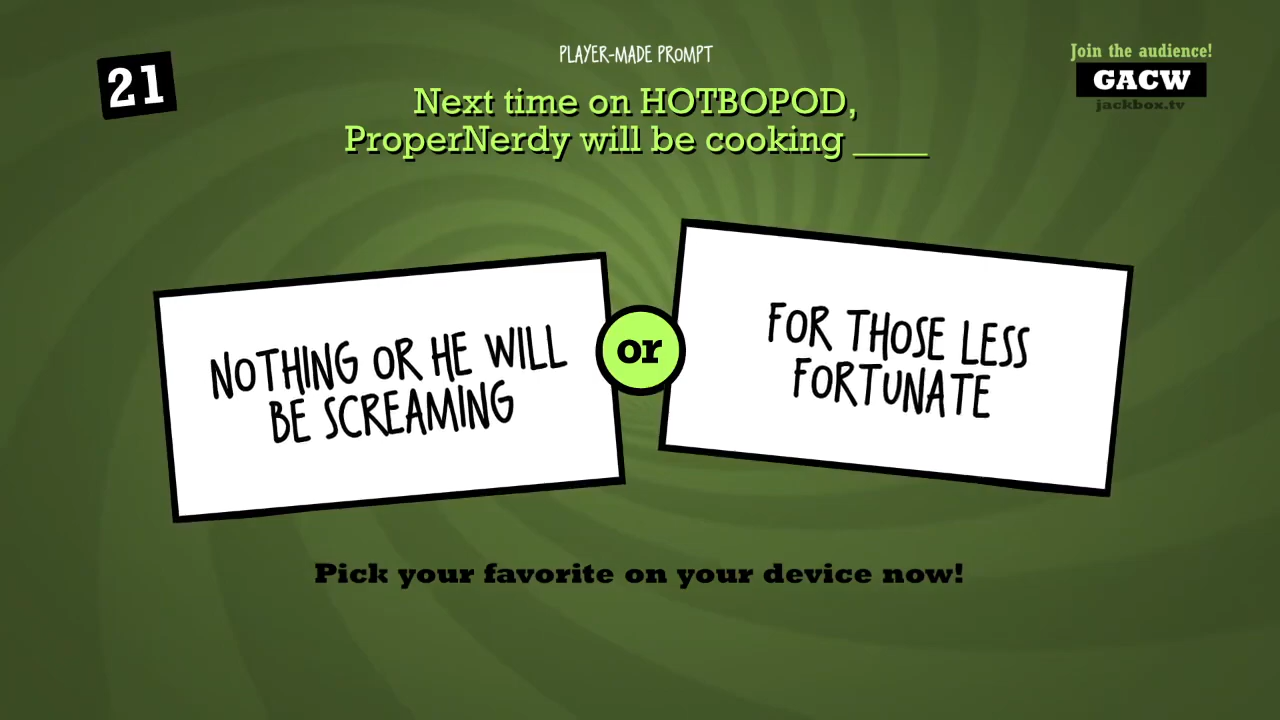 21
PLAYER-MADE PROMPT
Next time on HOTBOPOD,
ProperNerdy will be cooking ____
Join the audience!
GACW
jackbox.tv
NOTHING OR HE WILL
BE SCREAMING
or
FOR THOSE LESS
FORTUNATE
Pick your favorite on your device now!